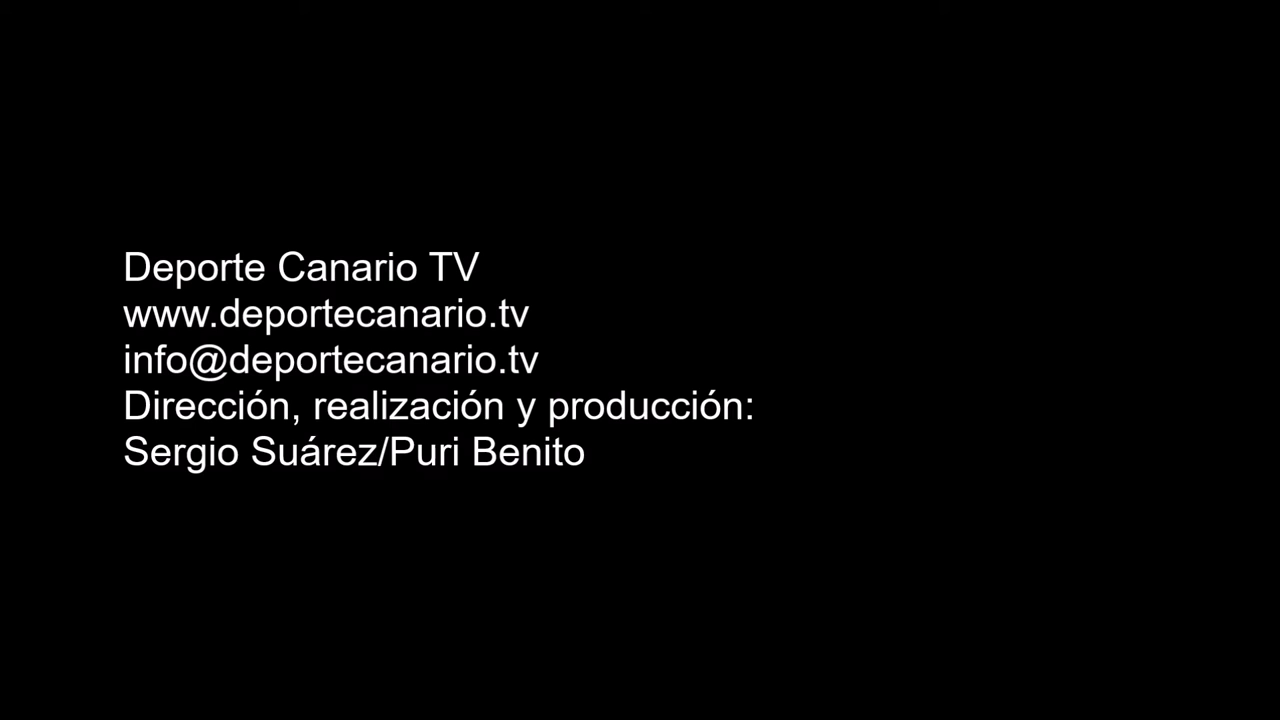 Deporte Canario TV
www.deportecanario.tv
info@deportecanario.tv
Dirección, realización y producción:
Sergio Suárez/Puri Benito